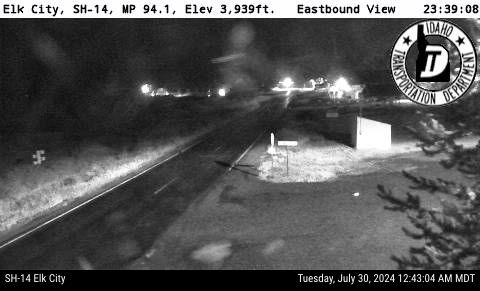 Elk City, SH-14, MP 94.1, Elev 3,939ft. Eastbound View 23:39:08
IDAHO
TRANSPORTATION DEPARTMENT
SH-14 Elk City
Tuesday, July 30, 2024 12:43:04 AM MDT